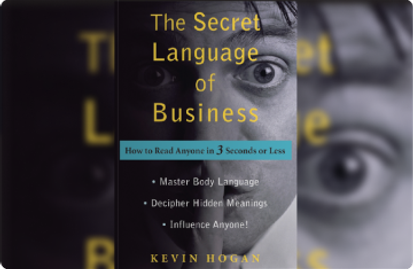 The Secret
Language
of
Business
How to Read Anyone in 3 Seconds or Less
• Master Body Language
• Decipher Hidden Meanings
• Influence Anyone!
KEVIN HOGAN